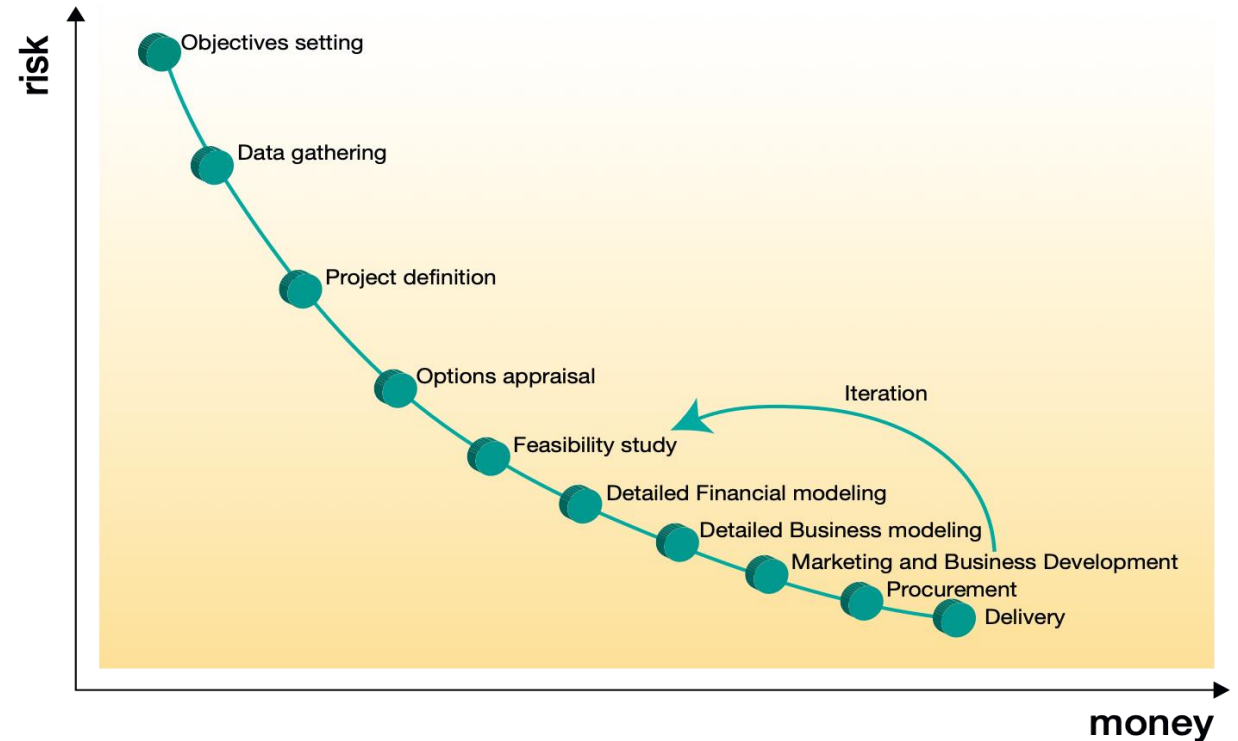 risk
Objectives setting
Data gathering
Project definition
Options appraisal
Iteration
Feasibility study
Detailed Financial modeling
Detailed Business modeling
Marketing and Business Development
Procurement
Delivery
money